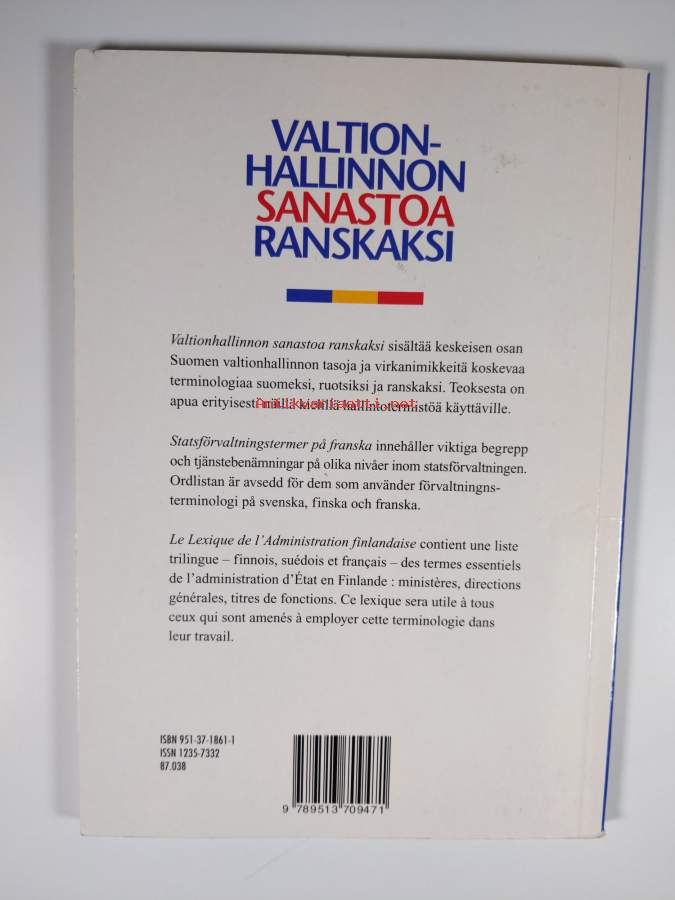 VALTION-
HALLINNON
SANASTOA
RANSKAKSI
Valtionhallinnon sanastoa ranskaksi sisältää keskeisen osan
Suomen valtionhallinnon tasoja ja virkanimikkeitä koskevaa
terminologiaa suomeksi, ruotsiksi ja ranskaksi. Teoksesta on
apua erityisesti näillä kielillä hallintotermistöä käyttäville.
Antikvariaatti.net
Statsförvaltningstermer på franska innehåller viktiga begrepp
och tjänstebenämningar på olika nivåer inom statsförvaltningen.
Ordlistan är avsedd för dem som använder förvaltnings-
terminologi på svenska, finska och franska.
Le Lexique de l'Administration finlandaise contient une liste
trilingue – finnois, suédois et français – des termes essentiels
de l'administration d'État en Finlande : ministères, directions
générales, titres de fonctions. Ce lexique sera utile à tous
ceux qui sont amenés à employer cette terminologie dans
leur travail.
ISBN 951-37-1861-1
ISSN 1235-7332
87.038
9 789513 709471